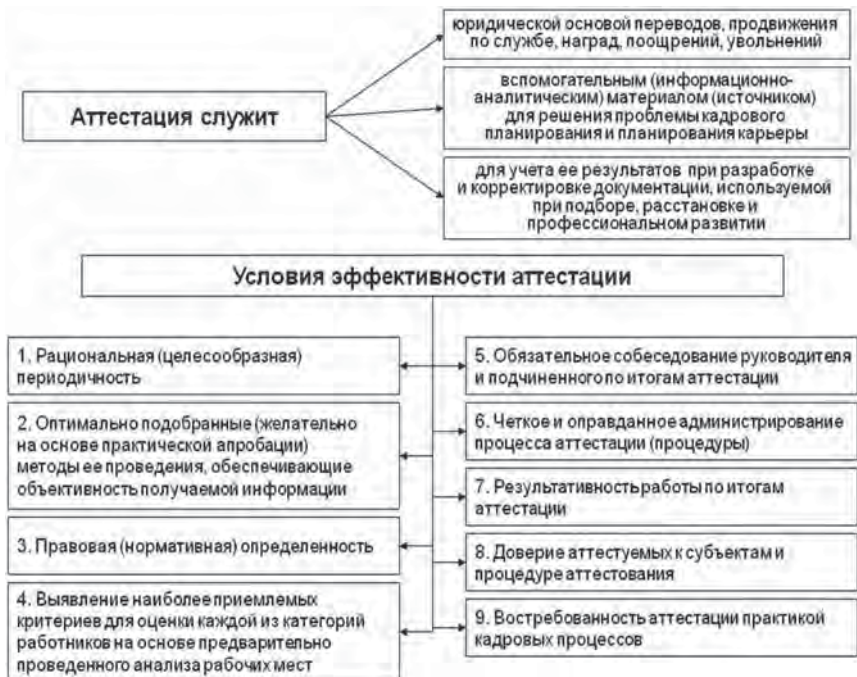 Аттестация служит
юридической основой переводов, продвижения
по службе, наград, поощрений, увольнений
вспомогательным (информационно-
аналитическим) материалом (источником)
для решения проблемы кадрового
планирования и планирования карьеры
для учета ее результатов при разработке
и корректировке документации, используемой
при подборе, расстановке и
профессиональном развитии
Условия эффективности аттестации
1. Рациональная (целесообразная)
периодичность
2. Оптимально подобранные (желательно
на основе практической апробации)
методы ее проведения, обеспечивающие
объективность получаемой информации
3. Правовая (нормативная) определенность
4. Выявление наиболее приемлемых
критериев для оценки каждой из категорий
работников на основе предварительно
проведенного анализа рабочих мест
5. Обязательное собеседование руководителя
и подчиненного по итогам аттестации
6. Четкое и оправданное администрирование
процесса аттестации (процедуры)
7. Результативность работы по итогам
аттестации
8. Доверие аттестуемых к субъектам и
процедуре аттестования
9. Востребованность аттестации практикой
кадровых процессов